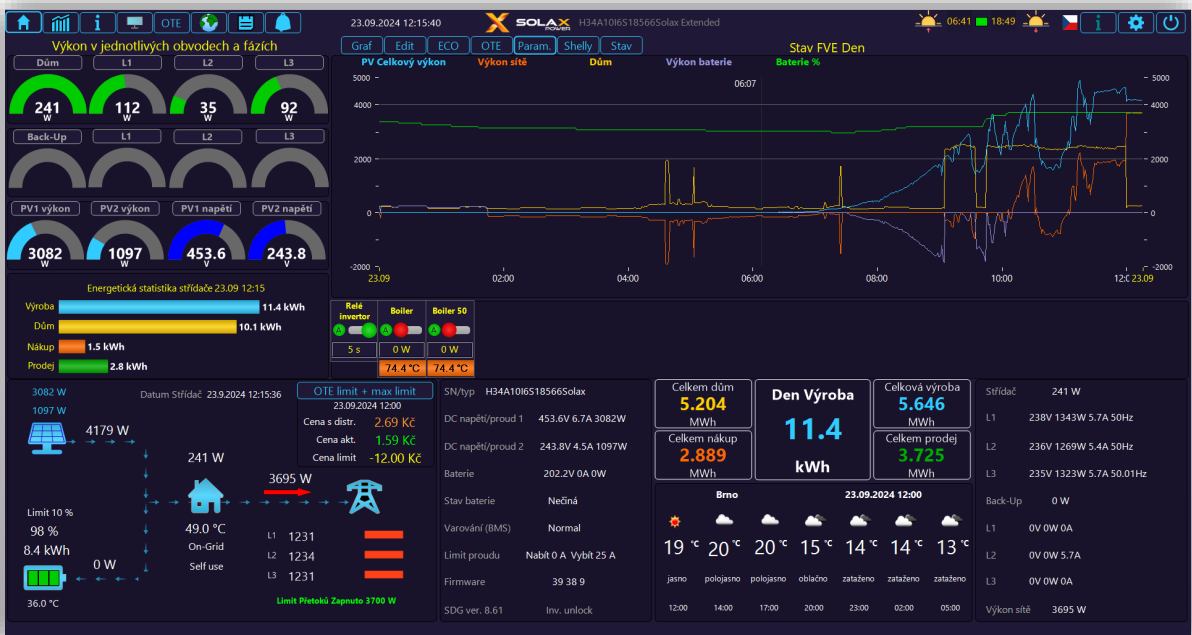 OTE
23.09.2024 12:15:40
SOLAX POWER
H34A10I6S18566Solax Extended
06:41
18:49
Výkon v jednotlivých obvodech a fázích
Graf Edit ECO OTE Param. Shelly Stav
Stav FVE Den
Dům L1 L2 L3
241 W 112 W 35 W 92 W
Back-Up L1 L2 L3
PV1 výkon PV2 výkon PV1 napětí PV2 napětí
3082 W 1097 W 453.6 V 243.8 V
PV Celkový výkon Výkon sítě Dům Výkon baterie Baterie %
06:07
5000 5000
4000 4000
2000 2000
0 0
-2000 -2000
23.09 02:00 04:00 06:00 08:00 10:00 12:0 23.09
Energetická statistika střídače 23.09 12:15
Výroba 11.4 kWh
Dům 10.1 kWh
Nákup 1.5 kWh
Prodej 2.8 kWh
Relé invertor Boiler Boiler 50
A A A
5 s 0 W 0 W
74.4 °C 74.4 °C
3082 W
1097 W
4179 W
Datum Střídač 23.9.2024 12:15:36
OTE limit + max limit
23.09.2024 12:00
Cena s distr. 2.69 Kč
Cena akt. 1.59 Kč
Cena limit -12.00 Kč
241 W
3695 W
Limit 10 %
98 %
8.4 kWh
0 W
36.0 °C
49.0 °C
On-Grid
Self use
L1 1231
L2 1234
L3 1231
Limit Přetoků Zapnuto 3700 W
SN/typ H34A10I6S18566Solax
DC napětí/proud 1 453.6V 6.7A 3082W
DC napětí/proud 2 243.8V 4.5A 1097W
Baterie 202.2V 0A 0W
Stav baterie Nečiná
Varování (BMS) Normal
Limit proudu Nabít 0 A Vybít 25 A
Firmware 39 38 9
SDG ver. 8.61 Inv. unlock
Celkem dům
5.204
MWh
Celkem nákup
2.889
MWh
Den Výroba
11.4
kWh
Celková výroba
5.646
MWh
Celkem prodej
3.725
MWh
Brno 23.09.2024 12:00
19 °C 20 °C 20 °C 15 °C 14 °C 14 °C 13 °C
jasno polojasno polojasno oblačno zataženo zataženo zataženo
12:00 14:00 17:00 20:00 23:00 02:00 05:00
Střídač 241 W
L1 238V 1343W 5.7A 50Hz
L2 236V 1269W 5.4A 50Hz
L3 235V 1323W 5.7A 50.01Hz
Back-Up 0 W
L1 0V 0W 0A
L2 0V 0W 5.7A
L3 0V 0W 0A
Výkon sítě 3695 W